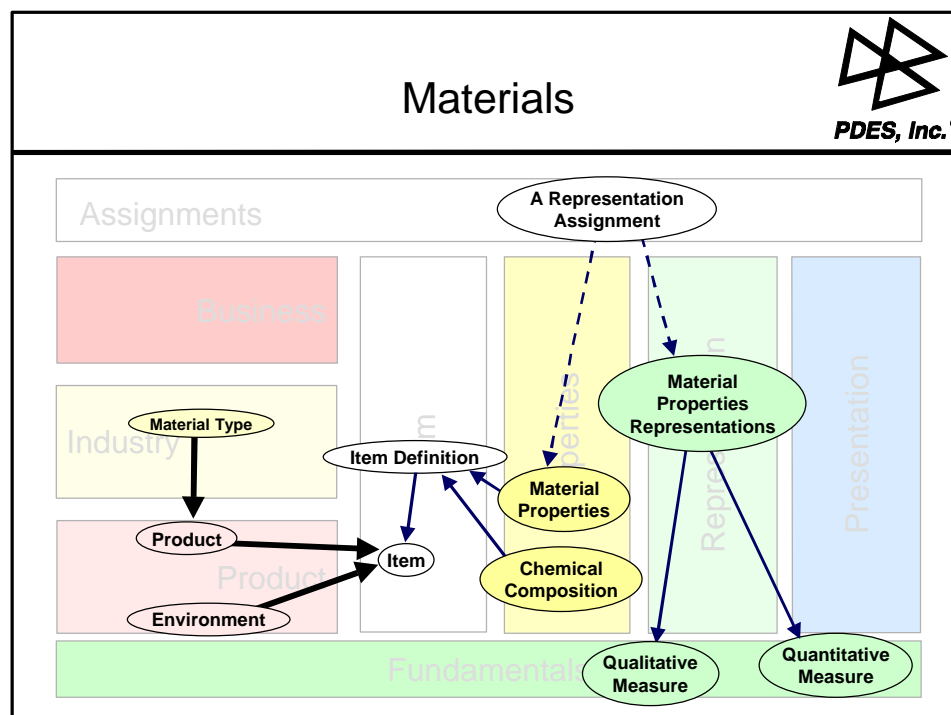 Materials
PDES, Inc.
Assignments
A Representation
Assignment
Business
Material
Properties
Representations
Presentation
Industry
Material Type
Item Definition
Material
Properties
Product
Item
Chemical
Composition
Product
Environment
Fundamentals
Qualitative
Measure
Quantitative
Measure